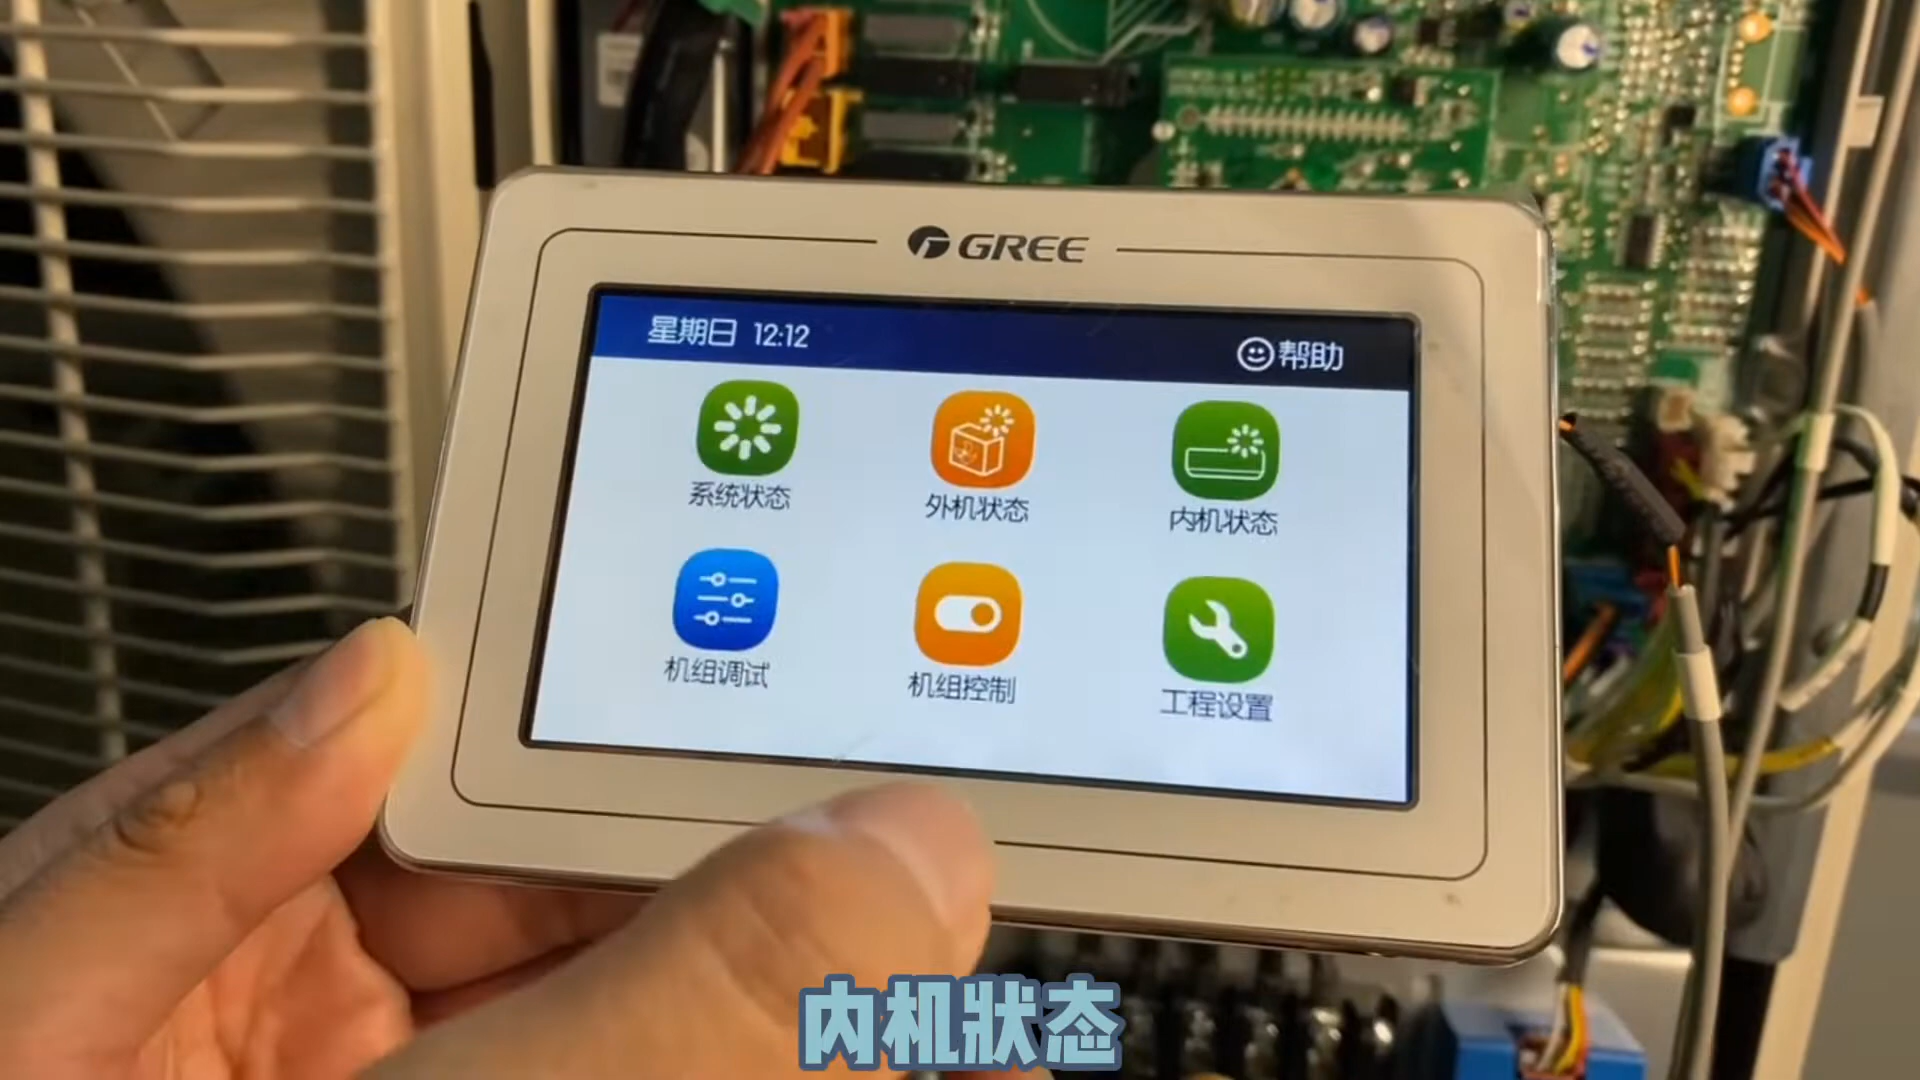 GREE
星期日 12:12
帮助
系统状态
外机状态
内机状态
机组调试
机组控制
工程设置
内机狀态